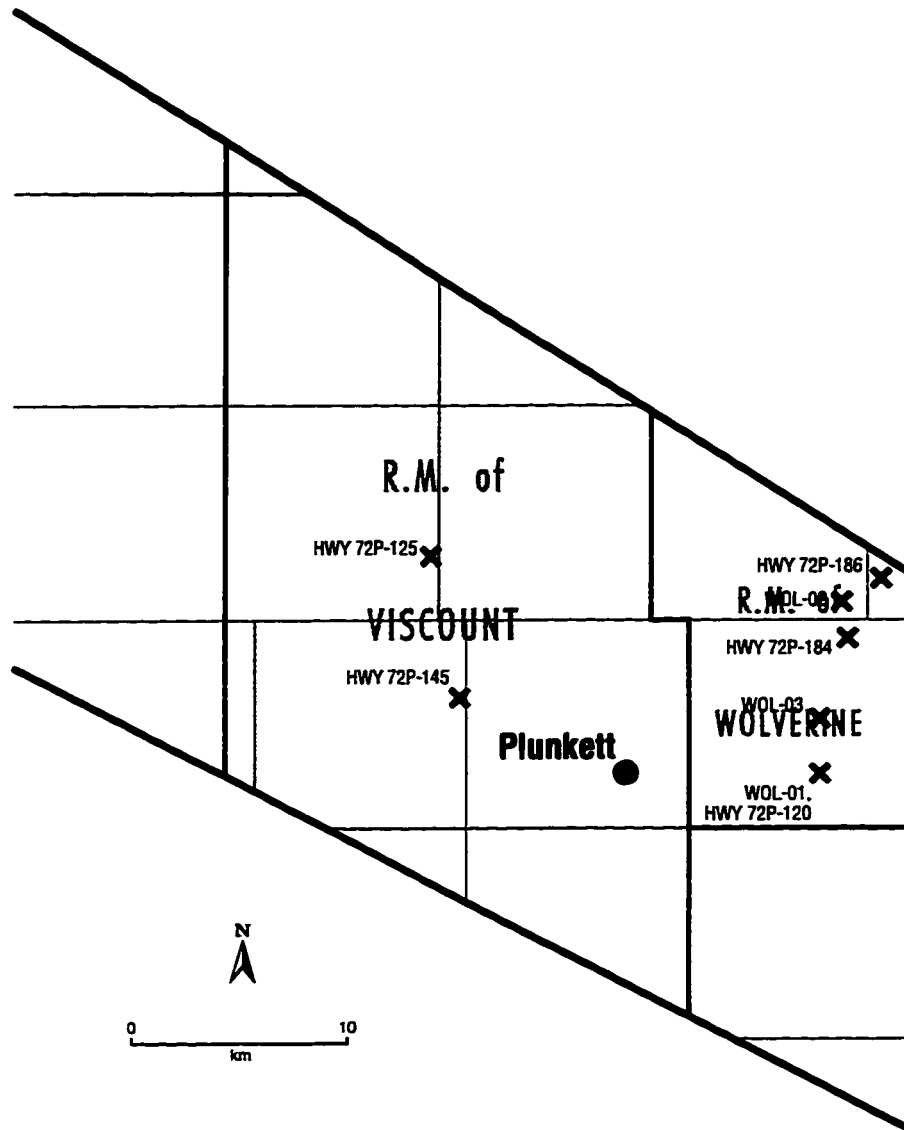 R.M. of
HWY 72P-125
HWY 72P-186
R.M. of
VISCOUNT
HWY 72P-184
HWY 72P-145
WOL-03
WOLVERINE
Plunkett
WOL-01,
HWY 72P-120
N
0 10
km